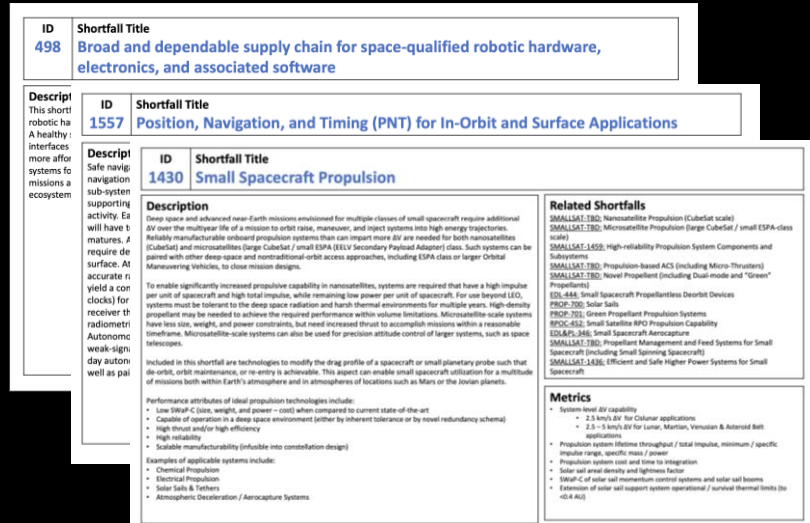 ID Shortfall Title
498 Broad and dependable supply chain for space-qualified robotic hardware,
electronics, and associated software
Descript
This shortf
robotic ha
A healthy
interfaces
more affor
systems fo
missions a
ecosystem
ID Shortfall Title
1557 Position, Navigation, and Timing (PNT) for In-Orbit and Surface Applications
Descript
Safe naviga
navigation
sub-system
supporting
activity. Ea
will have t
matures. A
require de
surface. At
accurate ra
yield a con
clocks) for
receiver th
radiometri
Autonomo
weak-signa
day auton
well as pai
ID Shortfall Title
1430 Small Spacecraft Propulsion
Description
Deep space and advanced near-Earth missions envisioned for multiple classes of small spacecraft require additional
ΔV over the multiyear life of a mission to orbit raise, maneuver, and inject systems into high energy trajectories.
Reliably manufacturable onboard propulsion systems than can impart more ΔV are needed for both nanosatellites
(CubeSat) and microsatellites (large CubeSat / small ESPA (EELV Secondary Payload Adapter) class. Such systems can be
paired with other deep-space and nontraditional-orbit access approaches, including ESPA class or larger Orbital
Maneuvering Vehicles, to close mission designs.
To enable significantly increased propulsive capability in nanosatellites, systems are required that have a high impulse
per unit of spacecraft and high total impulse, while remaining low power per unit of spacecraft. For use beyond LEO,
systems must be tolerant to the deep space radiation and harsh thermal environments for multiple years. High-density
propellant may be needed to achieve the required performance within volume limitations. Microsatellite-scale systems
have less size, weight, and power constraints, but need increased thrust to accomplish missions within a reasonable
timeframe. Microsatellite-scale systems can also be used for precision attitude control of larger systems, such as space
telescopes.
Included in this shortfall are technologies to modify the drag profile of a spacecraft or small planetary probe such that
de-orbit, orbit maintenance, or re-entry is achievable. This aspect can enable small spacecraft utilization for a multitude
of missions both within Earth's atmosphere and in atmospheres of locations such as Mars or the Jovian planets.
Performance attributes of ideal propulsion technologies include:
• Low SWaP-C (size, weight, and power – cost) when compared to current state-of-the-art
• Capable of operation in a deep space environment (either by inherent tolerance or by novel redundancy schema)
• High thrust and/or high efficiency
• High reliability
• Scalable manufacturability (infusible into constellation design)
Examples of applicable systems include:
• Chemical Propulsion
• Electrical Propulsion
• Solar Sails & Tethers
• Atmospheric Deceleration / Aerocapture Systems
Related Shortfalls
SMALLSAT-TBD: Nanosatellite Propulsion (CubeSat scale)
SMALLSAT-TBD: Microsatellite Propulsion (large CubeSat / small ESPA-class
scale)
SMALLSAT-1459: High-reliability Propulsion System Components and
Subsystems
SMALLSAT-TBD: Propulsion-based ACS (including Micro-Thrusters)
SMALLSAT-TBD: Novel Propellent (including Dual-mode and "Green"
Propellants)
EDL-444: Small Spacecraft Propellantless Deorbit Devices
PROP-700: Solar Sails
PROP-701: Green Propellant Propulsion Systems
RPOC-452: Small Satellite RPO Propulsion Capability
EDL&PL-346: Small Spacecraft Aerocapture
SMALLSAT-TBD: Propellant Management and Feed Systems for Small
Spacecraft (including Small Spinning Spacecraft)
SMALLSAT-1436: Efficient and Safe Higher Power Systems for Small
Spacecraft
Metrics
• System-level ΔV capability
• 2.5 km/s ΔV for Cislunar applications
• 2.5 – 5 km/s ΔV for Lunar, Martian, Venusian & Asteroid Belt
applications
• Propulsion system lifetime throughput / total impulse, minimum / specific
impulse range, specific mass / power
• Propulsion system cost and time to integration
• Solar sail areal density and lightness factor
• SWaP-C of solar sail momentum control systems and solar sail booms
• Extension of solar sail support system operational / survival thermal limits (to
<0.4 AU)